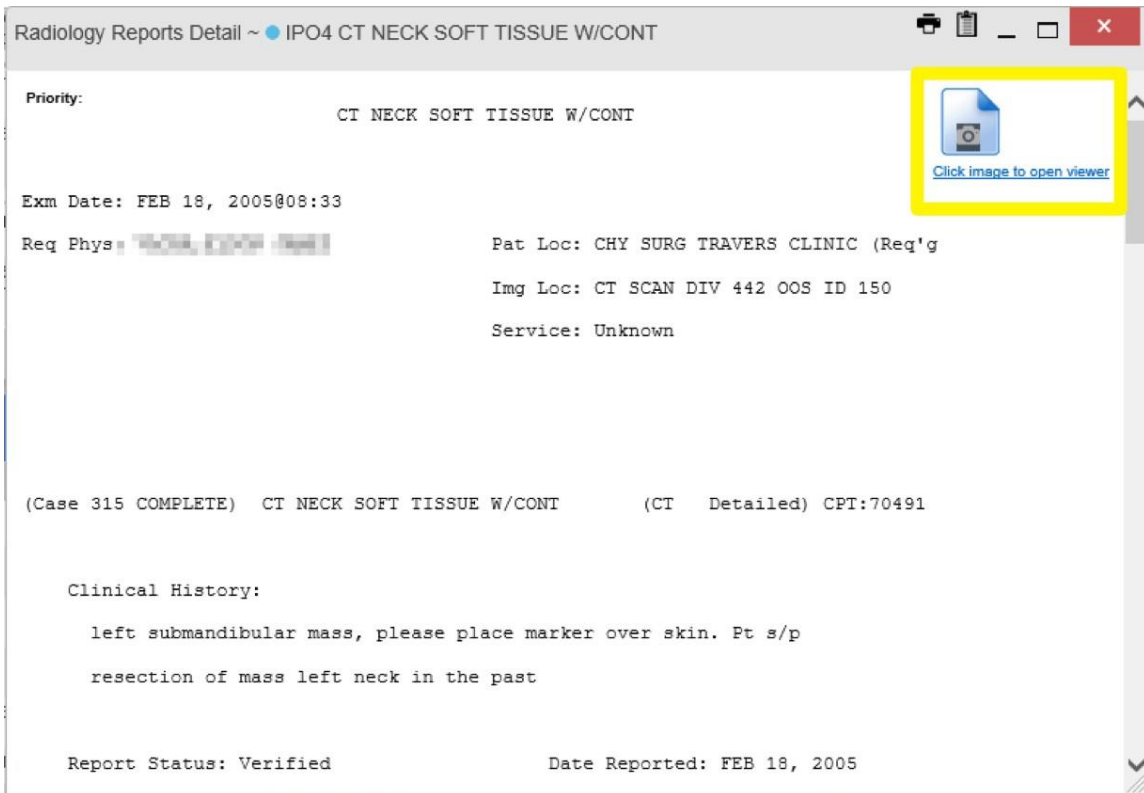 Radiology Reports Detail ~ IPO4 CT NECK SOFT TISSUE W/CONT
Priority:
CT NECK SOFT TISSUE W/CONT
Click image to open viewer
Exm Date: FEB 18, 2005@08:33
Req Phys: Pat Loc: CHY SURG TRAVERS CLINIC (Req'g
Img Loc: CT SCAN DIV 442 OOS ID 150
Service: Unknown
(Case 315 COMPLETE) CT NECK SOFT TISSUE W/CONT (CT Detailed) CPT:70491
Clinical History:
left submandibular mass, please place marker over skin. Pt s/p
resection of mass left neck in the past
Report Status: Verified Date Reported: FEB 18, 2005